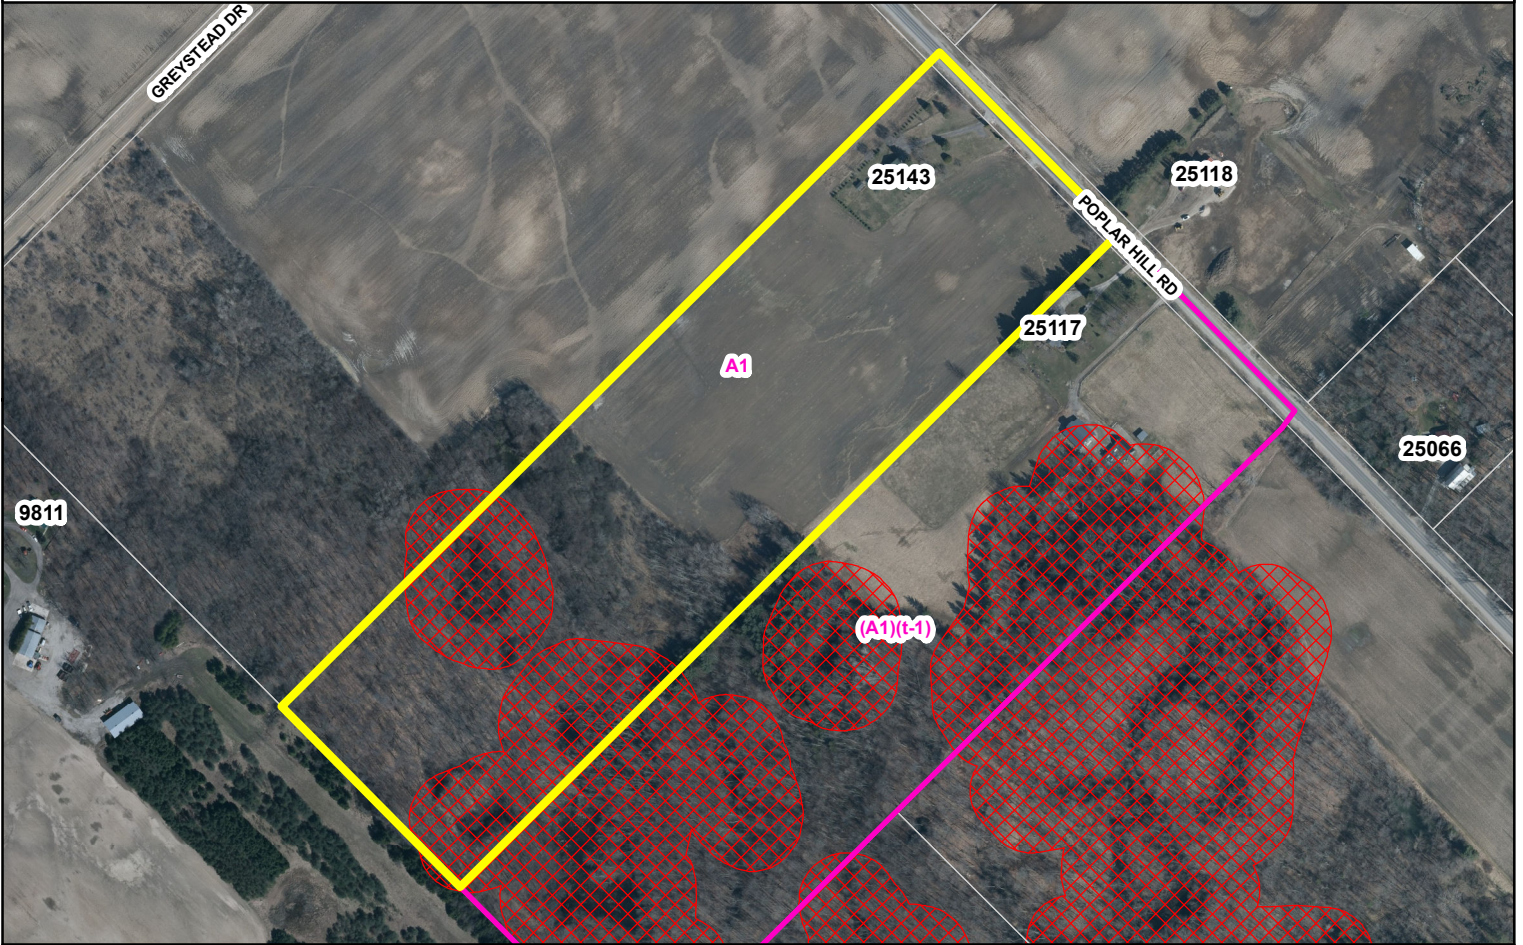 GREYSTEAD DR
25143
25118
POPLAR HILL RD
25117
A1
25066
9811
(A1)(t-1)